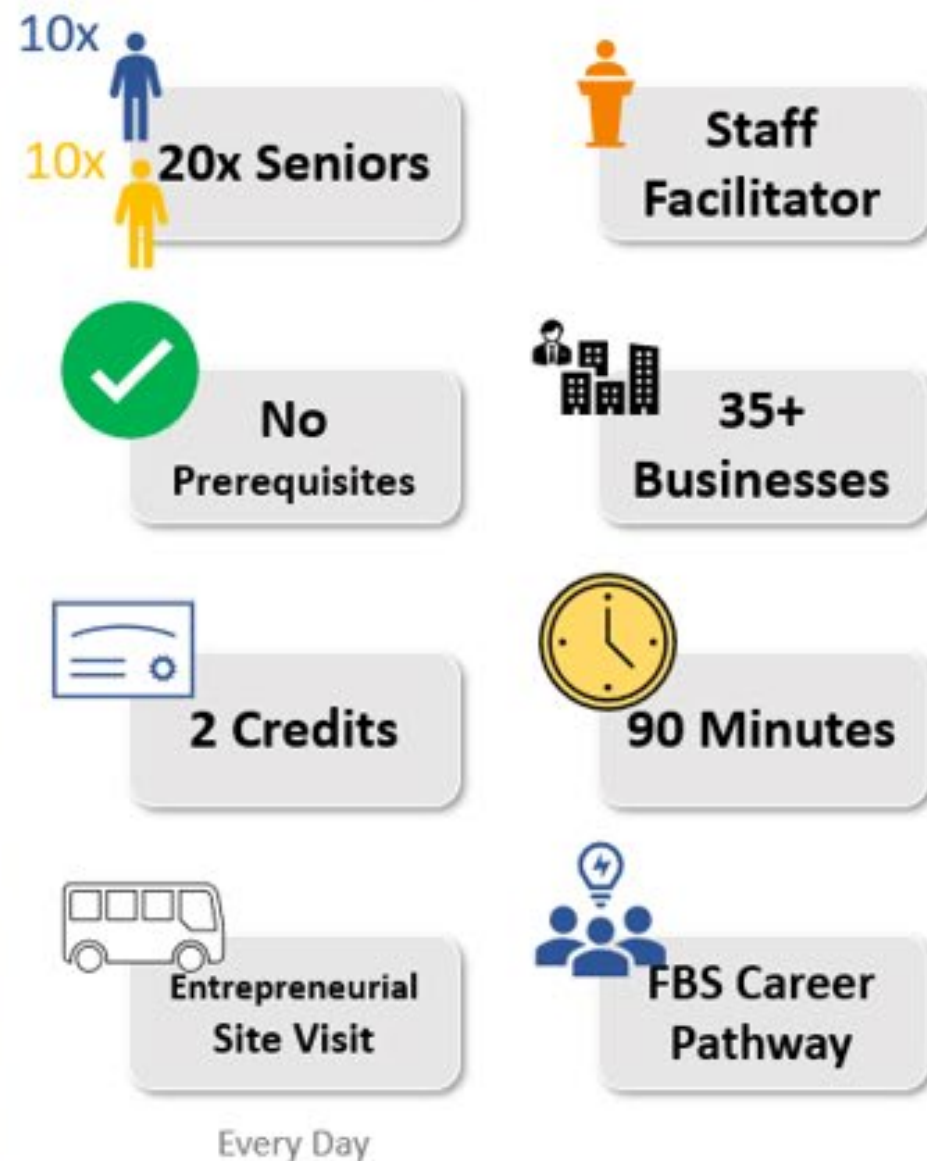 10x
10x
20x Seniors
Staff
Facilitator
No
Prerequisites
35+
Businesses
2 Credits
90 Minutes
Entrepreneurial
Site Visit
FBS Career
Pathway
Every Day